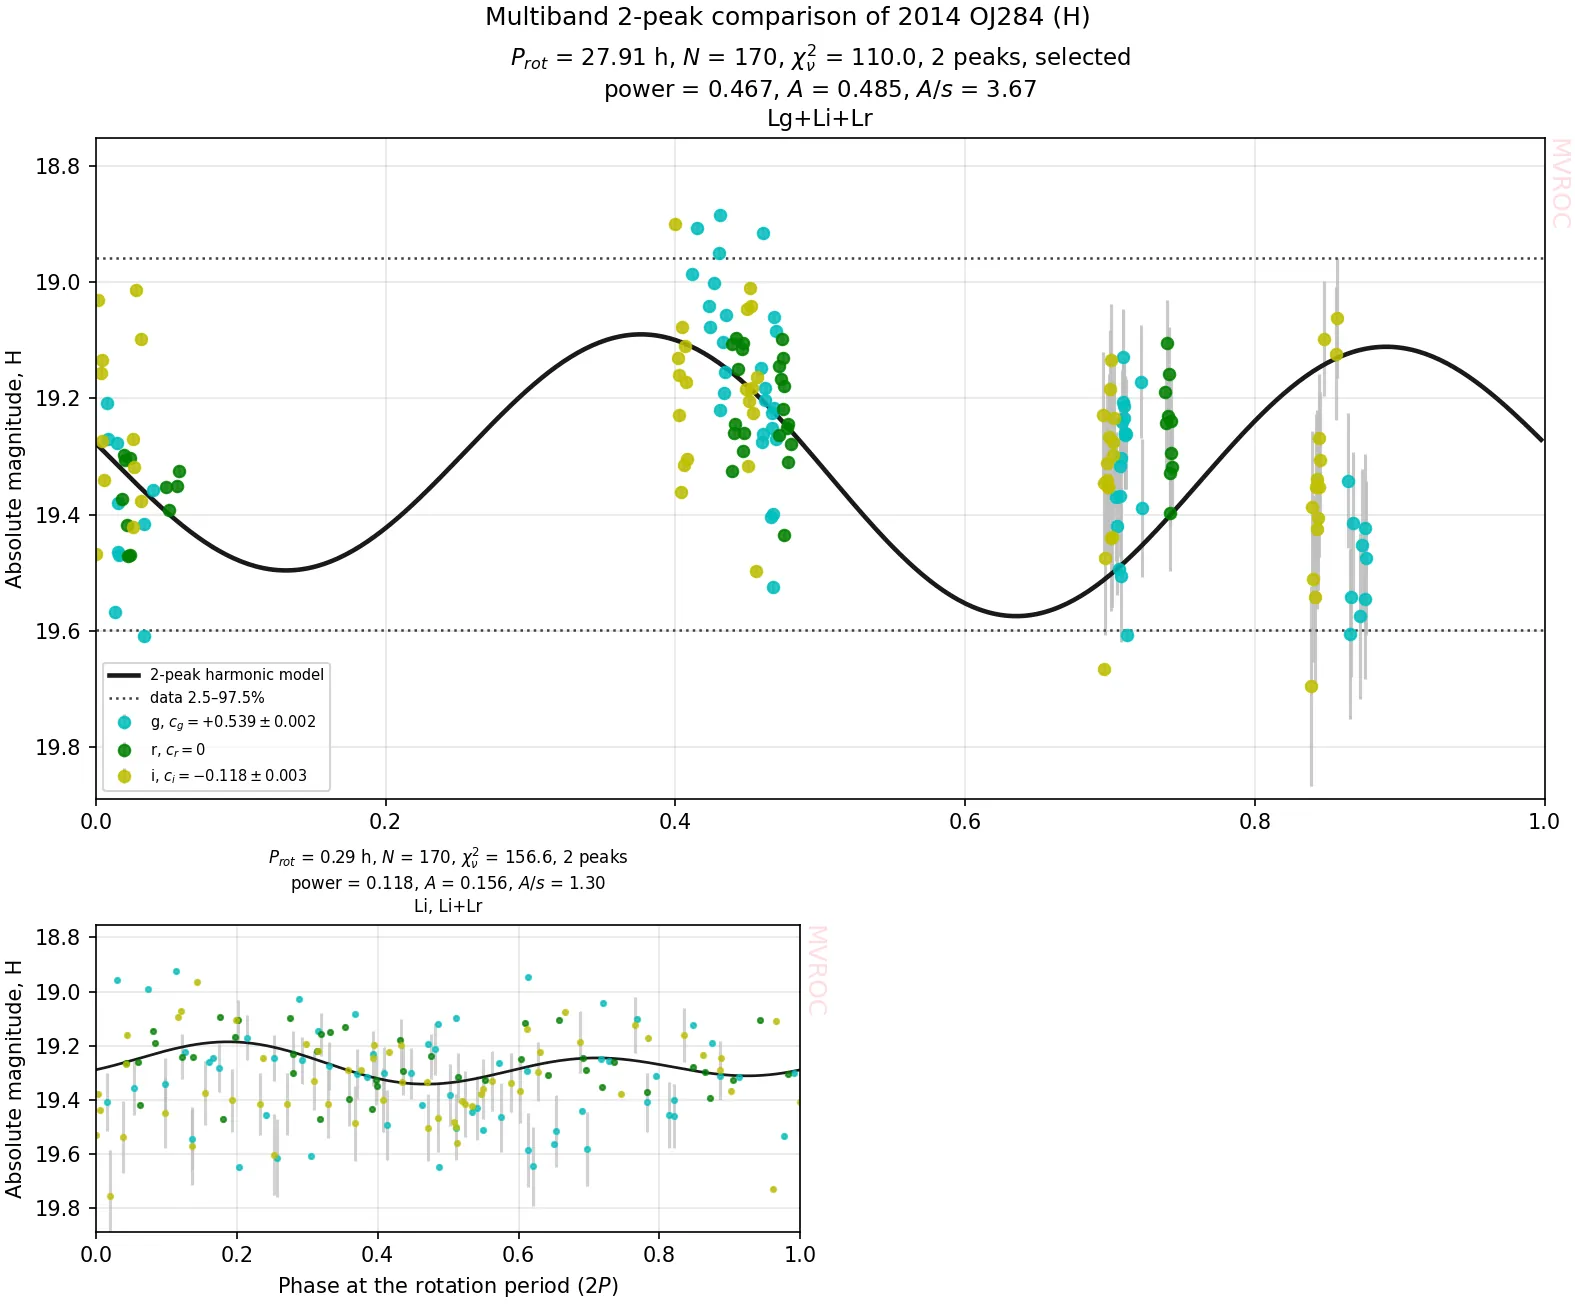 Multiband 2-peak comparison of 2014 OJ284 (H)
P_rot = 27.91 h, N = 170, χ²_ν = 110.0, 2 peaks, selected
power = 0.467, A = 0.485, A/s = 3.67
Lg+Li+Lr
MVROC
Absolute magnitude, H
18.8
19.0
19.2
19.4
19.6
19.8
2-peak harmonic model
data 2.5–97.5%
g, c_g = +0.539 ± 0.002
r, c_r = 0
i, c_i = −0.118 ± 0.003
0.0 0.2 0.4 0.6 0.8 1.0
P_rot = 0.29 h, N = 170, χ²_ν = 156.6, 2 peaks
power = 0.118, A = 0.156, A/s = 1.30
Li, Li+Lr
MVROC
Absolute magnitude, H
18.8
19.0
19.2
19.4
19.6
19.8
0.0 0.2 0.4 0.6 0.8 1.0
Phase at the rotation period (2P)